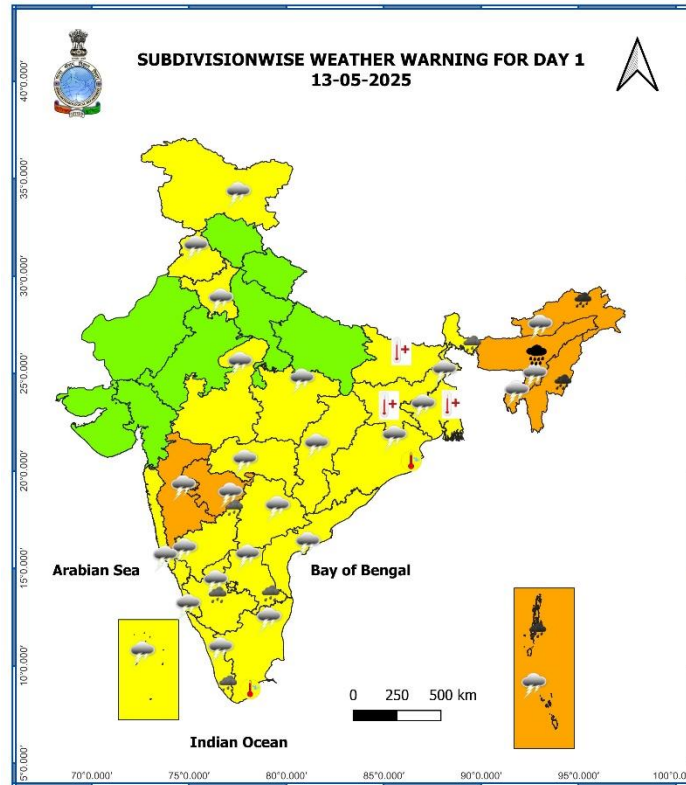 SUBDIVISIONWISE WEATHER WARNING FOR DAY 1
13-05-2025
40°0.000'
35°0.000'
30°0.000'
25°0.000'
20°0.000'
15°0.000'
10°0.000'
5°0.000'
Arabian Sea
Bay of Bengal
0 250 500 km
Indian Ocean
70°0.000' 75°0.000' 80°0.000' 85°0.000' 90°0.000' 95°0.000' 100°0.0